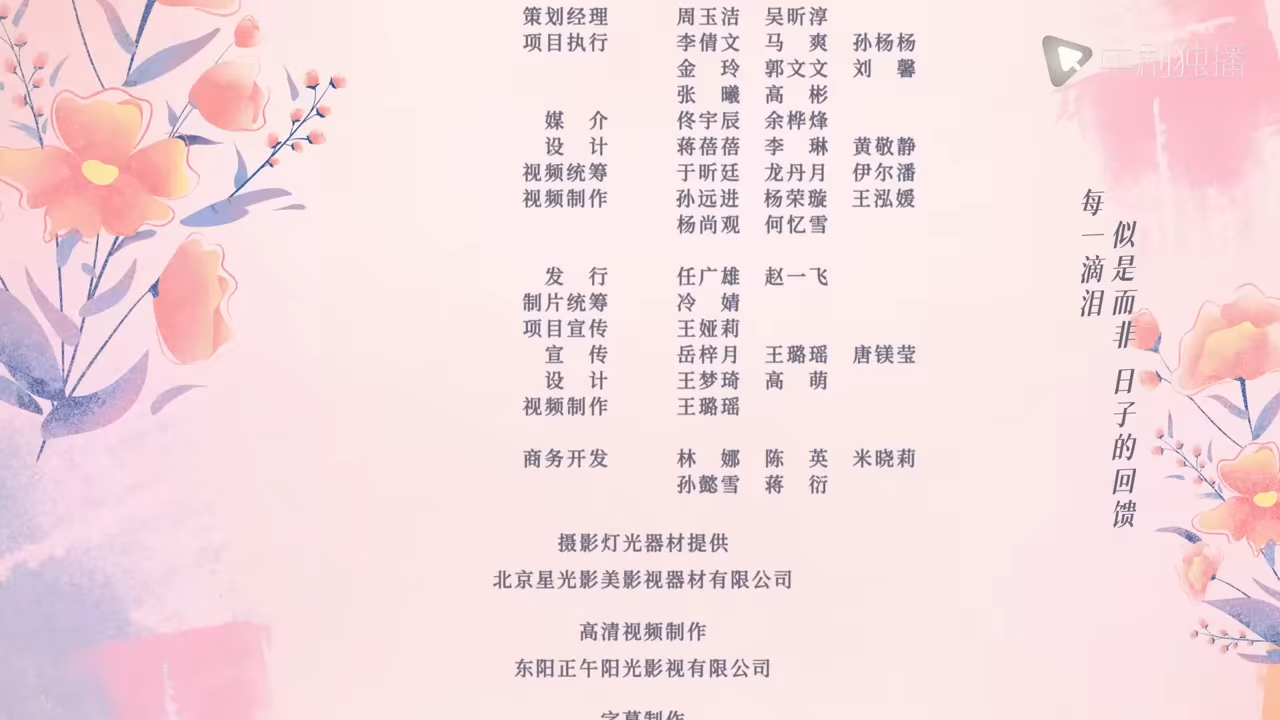 策划经理 周玉洁 吴昕淳
项目执行 李倩文 马爽 孙杨杨
金玲 郭文文 刘馨
张曦 高彬
媒介 佟宇辰 余桦烽
设计 蒋蓓蓓 李琳 黄敬静
视频统筹 于昕廷 龙丹月 伊尔潘
视频制作 孙远进 杨荣璇 王泓媛
杨尚观 何忆雪
发行 任广雄 赵一飞
制片统筹 冷婧
项目宣传 王娅莉
宣传 岳梓月 王璐瑶 唐镁莹
设计 王梦琦 高萌
视频制作 王璐瑶
商务开发 林娜 陈英 米晓莉
孙懿雪 蒋衍
摄影灯光器材提供
北京星光影美影视器材有限公司
高清视频制作
东阳正午阳光影视有限公司
字幕制作
每一滴泪
似是而非 日子的回馈
独播